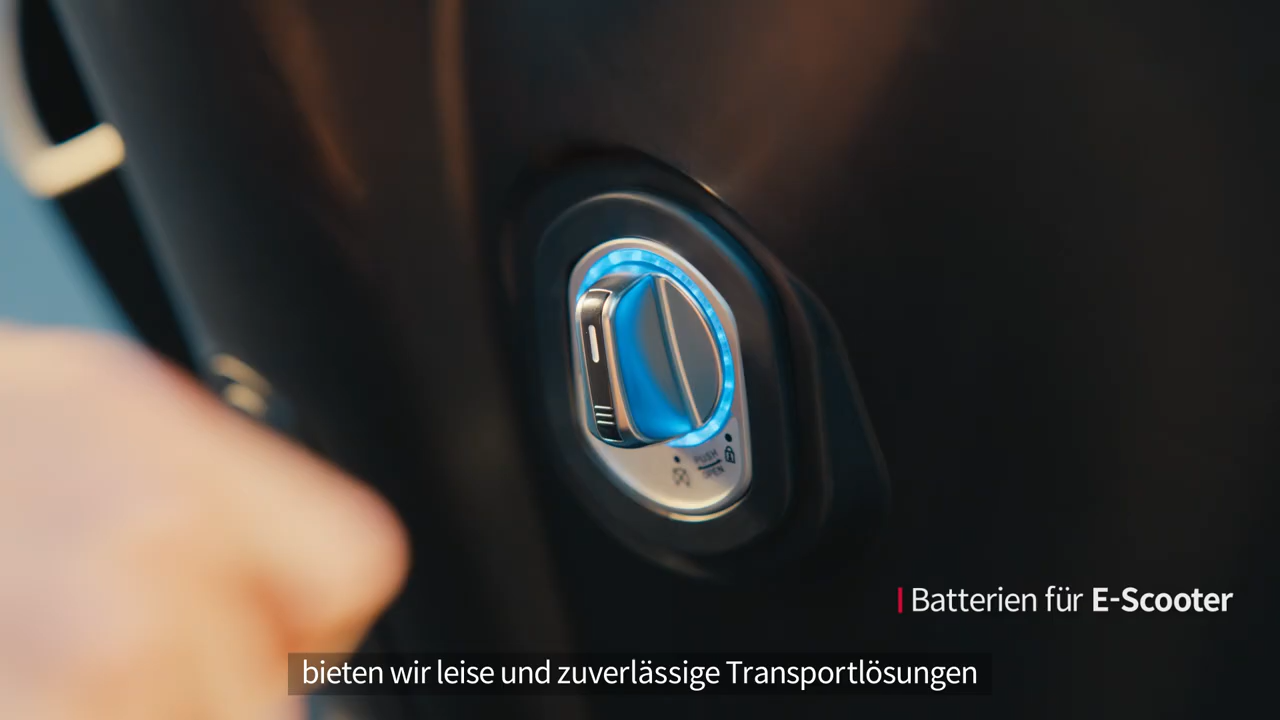 PUSH
OPEN
Batterien für E-Scooter
bieten wir leise und zuverlässige Transportlösungen